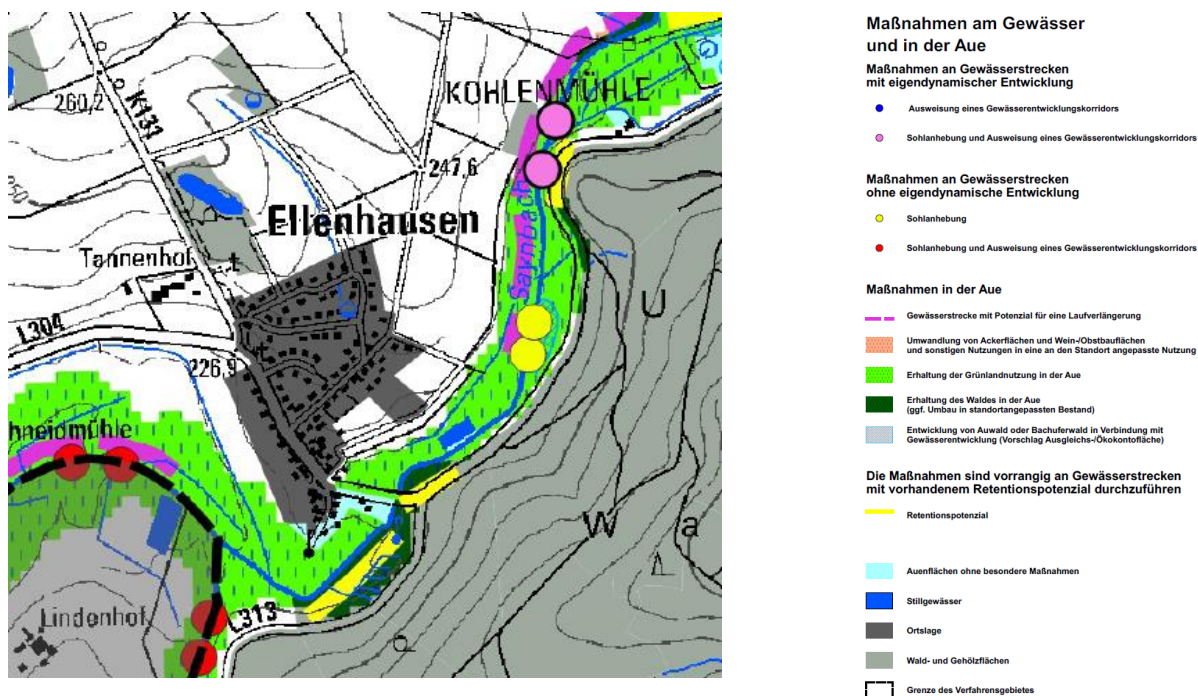 KOHLENMÜHLE
260,2
K131
247,6
Ellenhausen
Saynbach
Tannenhof
L304
226,9
hneidmühle
U
W
a
Lindenhof
L313
Maßnahmen am Gewässer
und in der Aue
Maßnahmen an Gewässerstrecken
mit eigendynamischer Entwicklung
Ausweisung eines Gewässerentwicklungskorridors
Sohlanhebung und Ausweisung eines Gewässerentwicklungskorridors
Maßnahmen an Gewässerstrecken
ohne eigendynamische Entwicklung
Sohlanhebung
Sohlanhebung und Ausweisung eines Gewässerentwicklungskorridors
Maßnahmen in der Aue
Gewässerstrecke mit Potenzial für eine Laufverlängerung
Umwandlung von Ackerflächen und Wein-/Obstbauflächen
und sonstigen Nutzungen in eine an den Standort angepasste Nutzung
Erhaltung der Grünlandnutzung in der Aue
Erhaltung des Waldes in der Aue
(ggf. Umbau in standortangepassten Bestand)
Entwicklung von Auwald oder Bachuferwald in Verbindung mit
Gewässerentwicklung (Vorschlag Ausgleichs-/Ökokontofläche)
Die Maßnahmen sind vorrangig an Gewässerstrecken
mit vorhandenem Retentionspotenzial durchzuführen
Retentionspotenzial
Auenflächen ohne besondere Maßnahmen
Stillgewässer
Ortslage
Wald- und Gehölzflächen
Grenze des Verfahrensgebietes